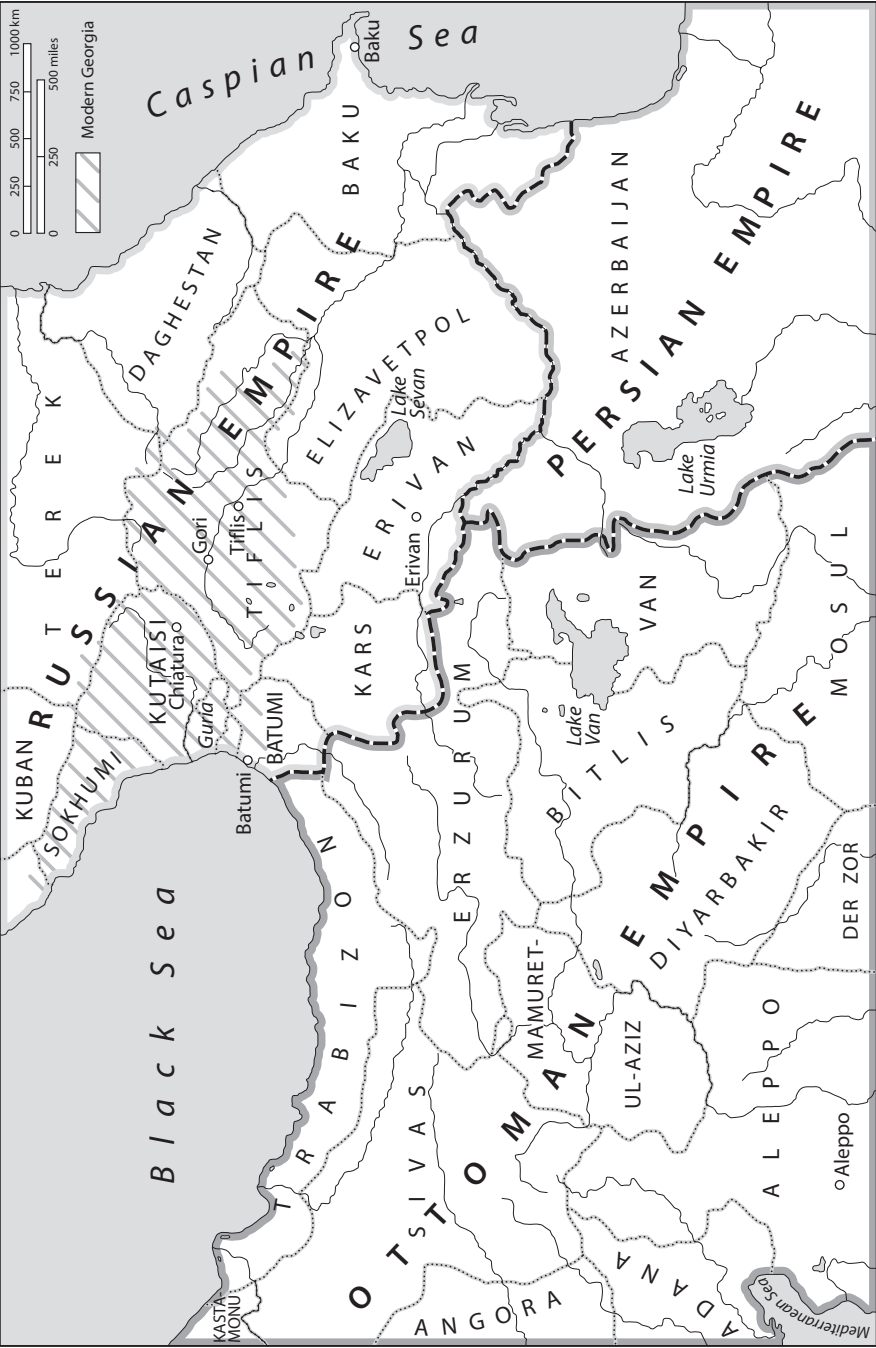 Black Sea
Caspian Sea
RUSSIAN EMPIRE
OTTOMAN EMPIRE
PERSIAN EMPIRE
KUBAN
SOKHUMI
TEREK
DAGHESTAN
KUTAISI
Chiatura
Guria
Gori
Tiflis
TIFLIS
Batumi
BATUMI
KARS
ERIVAN
Erivan
ELIZAVETPOL
Lake
Sevan
BAKU
Baku
AZERBAIJAN
Lake
Urmia
KASTA-
MONU
TRABIZON
SIVAS
ANGORA
ERZURUM
MAMURET-
UL-AZIZ
BITLIS
VAN
Lake
Van
DIYARBAKIR
MOSUL
DER ZOR
ALEPPO
Aleppo
ADANA
Mediterranean Sea
0 250 500 750 1000 km
0 250 500 miles
Modern Georgia